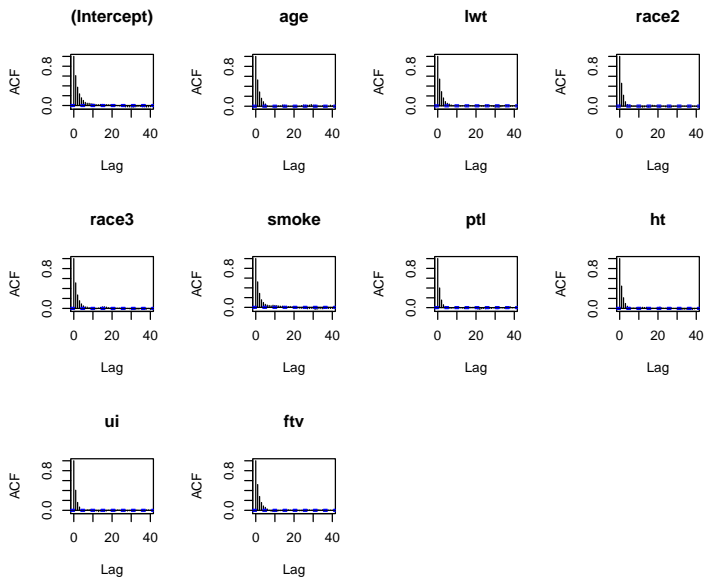 (Intercept) age lwt race2
ACF 0.0 0.8 ACF 0.0 0.8 ACF 0.0 0.8 ACF 0.0 0.8
0 20 40 0 20 40 0 20 40 0 20 40
Lag Lag Lag Lag
race3 smoke ptl ht
ACF 0.0 0.8 ACF 0.0 0.8 ACF 0.0 0.8 ACF 0.0 0.8
0 20 40 0 20 40 0 20 40 0 20 40
Lag Lag Lag Lag
ui ftv
ACF 0.0 0.8 ACF 0.0 0.8
0 20 40 0 20 40
Lag Lag